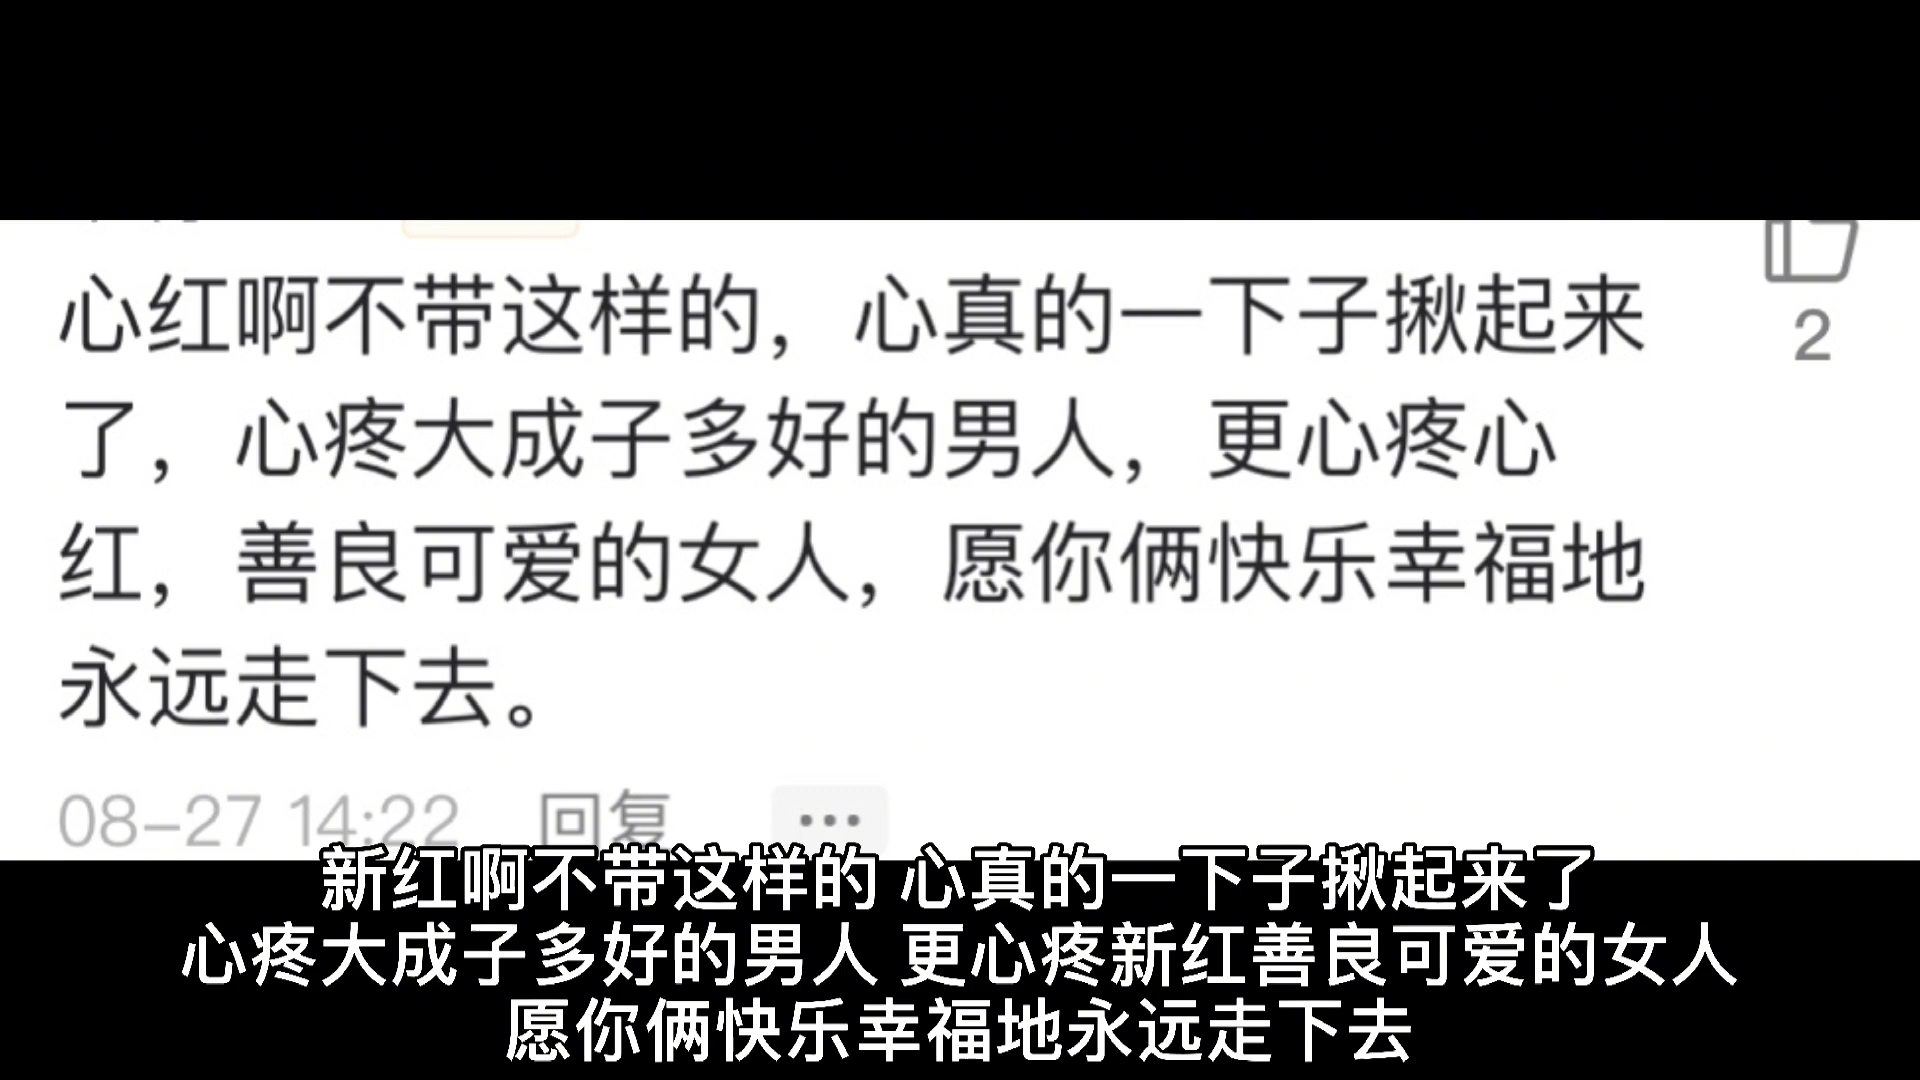 心红啊不带这样的，心真的一下子揪起来
2
了，心疼大成子多好的男人，更心疼心
红，善良可爱的女人，愿你俩快乐幸福地
永远走下去。
08-27 14:22 回复 •••
新红啊不带这样的 心真的一下子揪起来了
心疼大成子多好的男人 更心疼新红善良可爱的女人
愿你俩快乐幸福地永远走下去